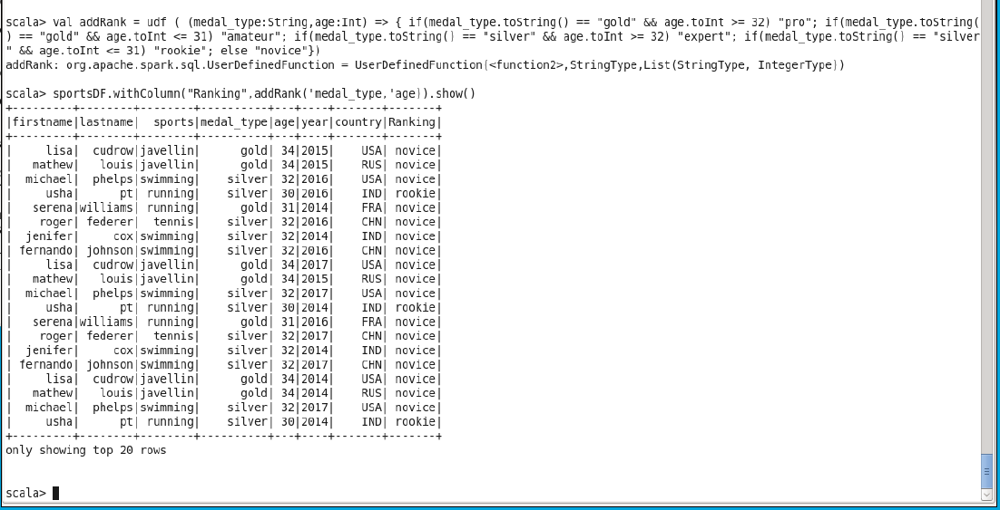 scala> val addRank = udf ( (medal_type:String,age:Int) => { if(medal_type.toString() == "gold" && age.toInt >= 32) "pro"; if(medal_type.toString(
) == "gold" && age.toInt <= 31) "amateur"; if(medal_type.toString() == "silver" && age.toInt >= 32) "expert"; if(medal_type.toString() == "silver
" && age.toInt <= 31) "rookie"; else "novice"})
addRank: org.apache.spark.sql.UserDefinedFunction = UserDefinedFunction(<function2>,StringType,List(StringType, IntegerType))
scala> sportsDF.withColumn("Ranking",addRank('medal_type,'age)).show()
+---------+--------+--------+----------+---+----+-------+-------+
|firstname|lastname|  sports|medal_type|age|year|country|Ranking|
+---------+--------+--------+----------+---+----+-------+-------+
|     lisa|  cudrow|javellin|      gold| 34|2015|    USA| novice|
|   mathew|   louis|javellin|      gold| 34|2015|    RUS| novice|
|  michael|  phelps|swimming|    silver| 32|2016|    USA| novice|
|     usha|      pt| running|    silver| 30|2016|    IND| rookie|
|   serena|williams| running|      gold| 31|2014|    FRA| novice|
|    roger| federer|  tennis|    silver| 32|2016|    CHN| novice|
|  jenifer|     cox|swimming|    silver| 32|2014|    IND| novice|
| fernando| johnson|swimming|    silver| 32|2016|    CHN| novice|
|     lisa|  cudrow|javellin|      gold| 34|2017|    USA| novice|
|   mathew|   louis|javellin|      gold| 34|2015|    RUS| novice|
|  michael|  phelps|swimming|    silver| 32|2017|    USA| novice|
|     usha|      pt| running|    silver| 30|2014|    IND| rookie|
|   serena|williams| running|      gold| 31|2016|    FRA| novice|
|    roger| federer|  tennis|    silver| 32|2017|    CHN| novice|
|  jenifer|     cox|swimming|    silver| 32|2014|    IND| novice|
| fernando| johnson|swimming|    silver| 32|2017|    CHN| novice|
|     lisa|  cudrow|javellin|      gold| 34|2014|    USA| novice|
|   mathew|   louis|javellin|      gold| 34|2014|    RUS| novice|
|  michael|  phelps|swimming|    silver| 32|2017|    USA| novice|
|     usha|      pt| running|    silver| 30|2014|    IND| rookie|
+---------+--------+--------+----------+---+----+-------+-------+
only showing top 20 rows
scala>